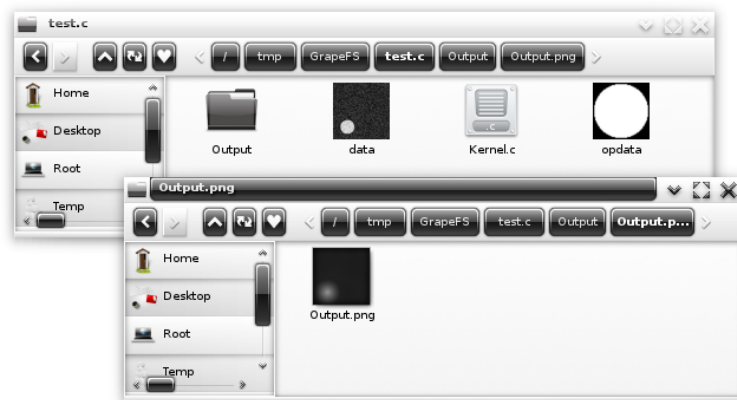 test.c
/ tmp GrapeFS test.c Output Output.png
Home
Desktop
Root
Temp
Output data Kernel.c opdata
.c
Output.png
/ tmp GrapeFS test.c Output Output.p...
Home
Desktop
Root
Temp
Output.png